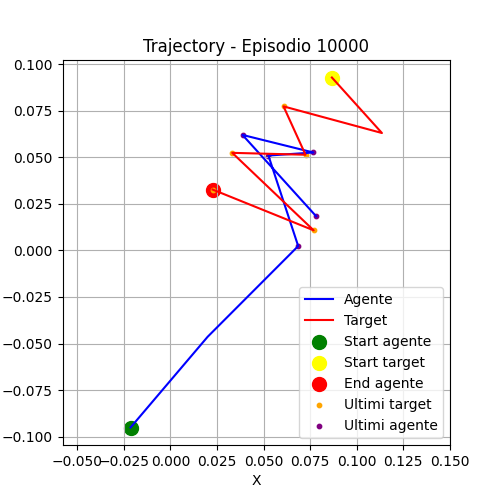 Trajectory - Episodio 10000
0.100
0.075
0.050
0.025
0.000
−0.025
−0.050
−0.075
−0.100
Agente
Target
Start agente
Start target
End agente
Ultimi target
Ultimi agente
−0.050 −0.025 0.000 0.025 0.050 0.075 0.100 0.125 0.150
X